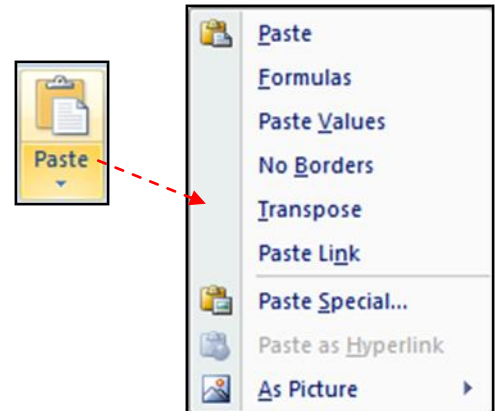 Paste
Paste
Formulas
Paste Values
No Borders
Transpose
Paste Link
Paste Special...
Paste as Hyperlink
As Picture